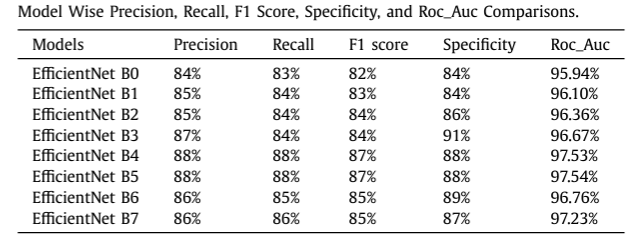 Model Wise Precision, Recall, F1 Score, Specificity, and Roc_Auc Comparisons.
Models Precision Recall F1 score Specificity Roc_Auc
EfficientNet B0 84% 83% 82% 84% 95.94%
EfficientNet B1 85% 84% 83% 84% 96.10%
EfficientNet B2 85% 84% 84% 86% 96.36%
EfficientNet B3 87% 84% 84% 91% 96.67%
EfficientNet B4 88% 88% 87% 88% 97.53%
EfficientNet B5 88% 88% 87% 88% 97.54%
EfficientNet B6 86% 85% 85% 89% 96.76%
EfficientNet B7 86% 86% 85% 87% 97.23%